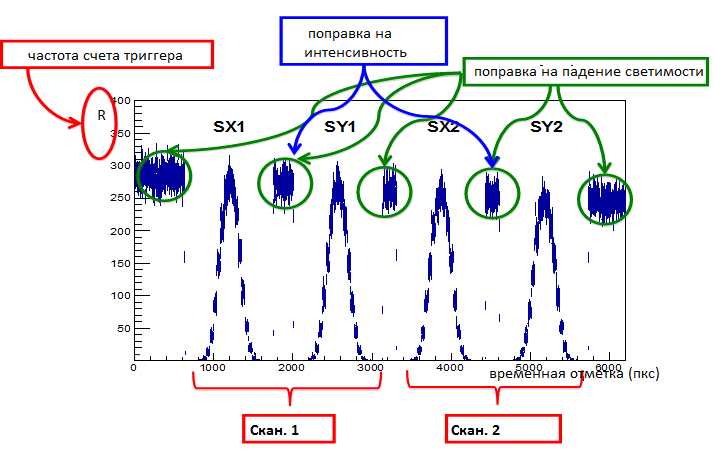 поправка на
интенсивность
частота счета триггера
поправка на падение светимости
R
SX1 SY1 SX2 SY2
400
350
300
250
200
150
100
50
0 1000 2000 3000 4000 5000 6000
временная отметка (пкс)
Скан. 1 Скан. 2